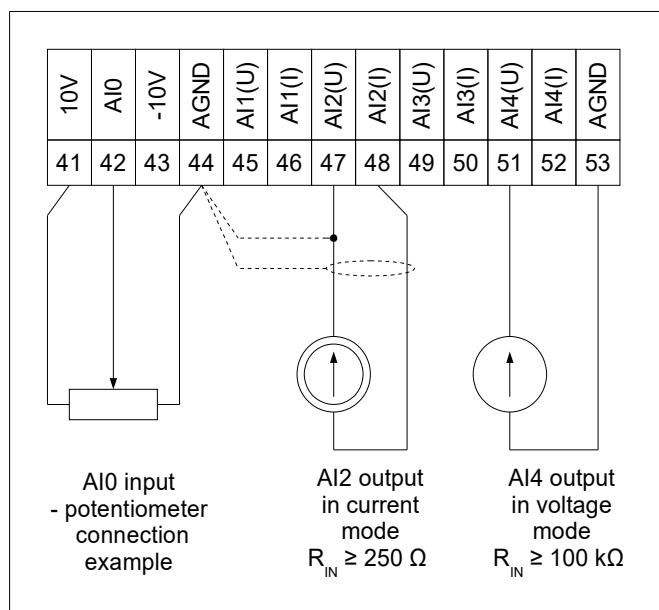 10V AI0 -10V AGND AI1(U) AI1(I) AI2(U) AI2(I) AI3(U) AI3(I) AI4(U) AI4(I) AGND
41 42 43 44 45 46 47 48 49 50 51 52 53
AI0 input
- potentiometer
connection
example
AI2 output
in current
mode
R_IN ≥ 250 Ω
AI4 output
in voltage
mode
R_IN ≥ 100 kΩ